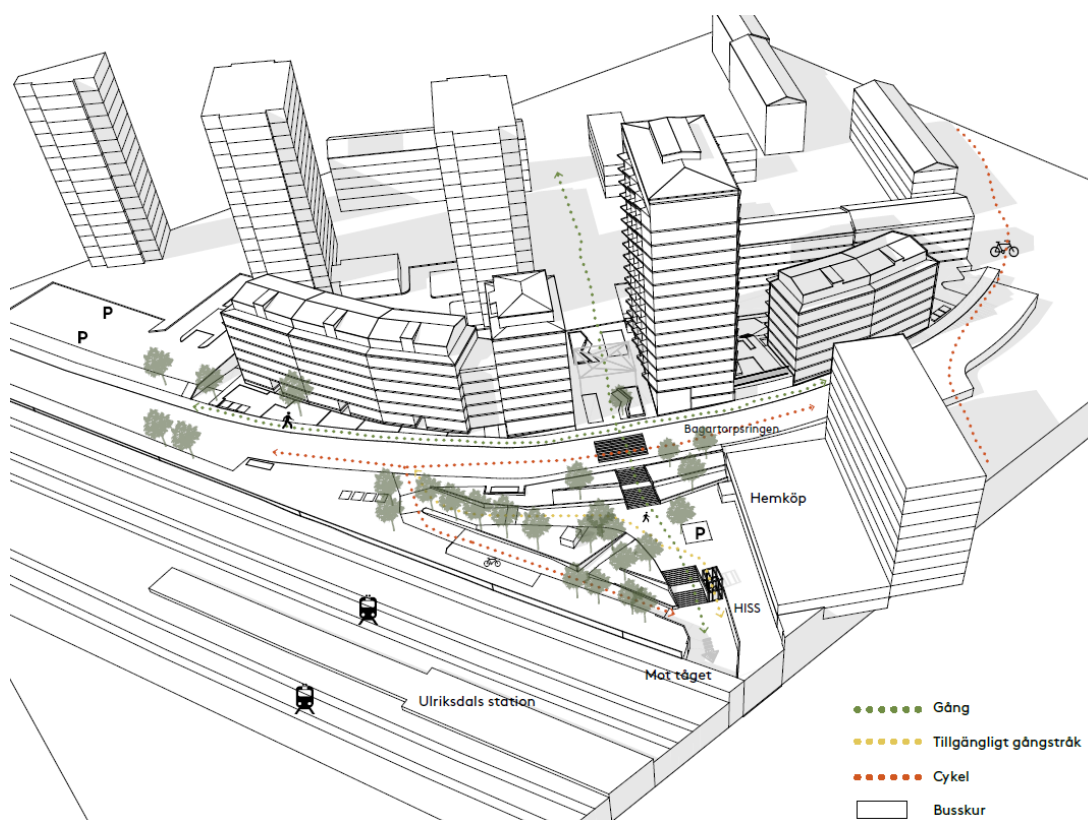 P
P
Bagartorpsringen
Hemköp
P
HISS
Mot tåget
Ulriksdals station
Gång
Tillgängligt gångstråk
Cykel
Busskur